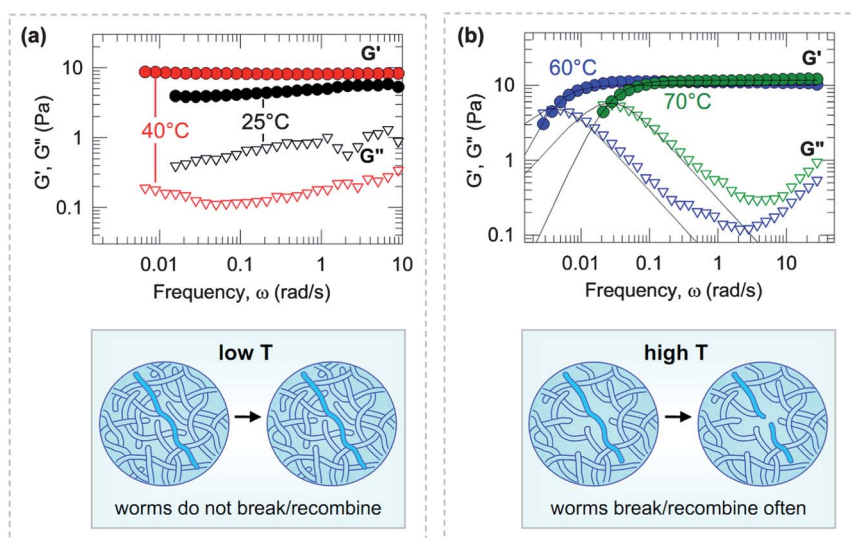 (a)
G', G" (Pa)
10
1
0.1
G'
40°C
25°C
G"
0.01
0.1
1
10
Frequency, ω (rad/s)
low T
worms do not break/recombine
(b)
G', G" (Pa)
10
1
0.1
60°C
G'
70°C
G"
0.01
0.1
1
10
Frequency, ω (rad/s)
high T
worms break/recombine often